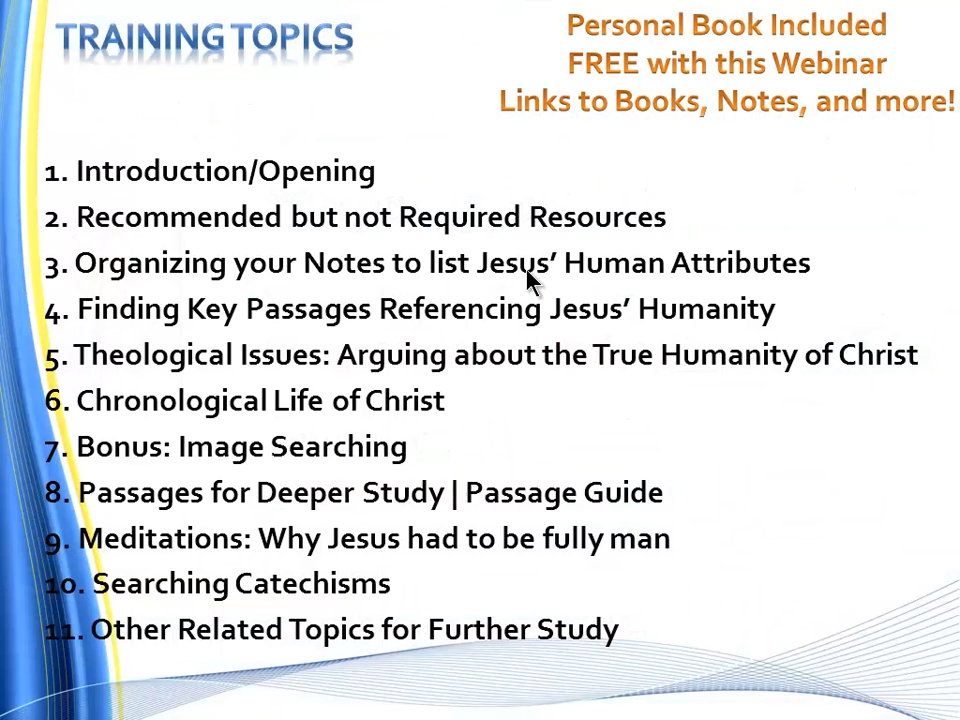 TRAINING TOPICS
Personal Book Included
FREE with this Webinar
Links to Books, Notes, and more!
1. Introduction/Opening
2. Recommended but not Required Resources
3. Organizing your Notes to list Jesus’ Human Attributes
4. Finding Key Passages Referencing Jesus’ Humanity
5. Theological Issues: Arguing about the True Humanity of Christ
6. Chronological Life of Christ
7. Bonus: Image Searching
8. Passages for Deeper Study | Passage Guide
9. Meditations: Why Jesus had to be fully man
10. Searching Catechisms
11. Other Related Topics for Further Study